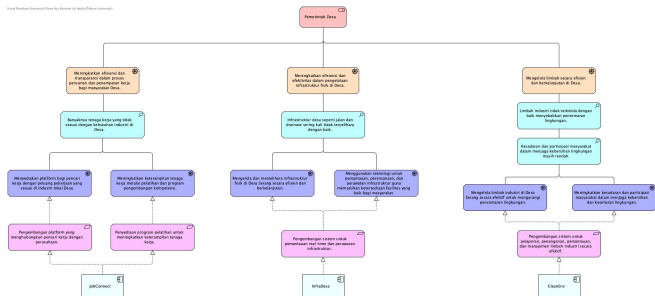 Pemerintah Desa
Meningkatkan efisiensi dan
transparansi dalam proses
pencarian dan penempatan kerja
bagi masyarakat Desa.
Meningkatkan efisiensi dan
efektivitas dalam pengelolaan
infrastruktur fisik di Desa.
Mengelola limbah secara efisien
dan berkelanjutan di Desa.
Banyaknya tenaga kerja yang tidak
sesuai dengan kebutuhan industri di
Desa.
Infrastruktur desa seperti jalan dan
drainase sering kali tidak terpelihara
dengan baik.
Limbah industri tidak terkelola dengan
baik menyebabkan pencemaran
lingkungan.
Kesadaran dan partisipasi masyarakat
dalam menjaga kebersihan lingkungan
masih rendah.
Menyediakan platform bagi pencari
kerja dengan peluang pekerjaan yang
sesuai di industri lokal Desa.
Meningkatkan keterampilan tenaga
kerja melalui pelatihan dan program
pengembangan kompetensi.
Mengelola dan memelihara infrastruktur
fisik di Desa Serang secara efisien dan
berkelanjutan.
Menggunakan teknologi untuk
pemantauan, perencanaan, dan
perawatan infrastruktur guna
memastikan ketersediaan fasilitas yang
baik bagi masyarakat.
Mengelola limbah industri di Desa
Serang secara efektif untuk mengurangi
pencemaran lingkungan.
Meningkatkan kesadaran dan partisipasi
masyarakat dalam menjaga kebersihan
dan kesehatan lingkungan.
Pengembangan platform yang
menghubungkan pencari kerja dengan
perusahaan.
Penyediaan program pelatihan untuk
meningkatkan keterampilan tenaga
kerja.
Pengembangan sistem untuk
pemantauan real-time dan perawatan
infrastruktur.
Pengembangan sistem untuk
pelaporan, penanganan, pemantauan,
dan manajemen limbah industri secara
efektif.
JobConnect
InfraDesa
CleanEnv